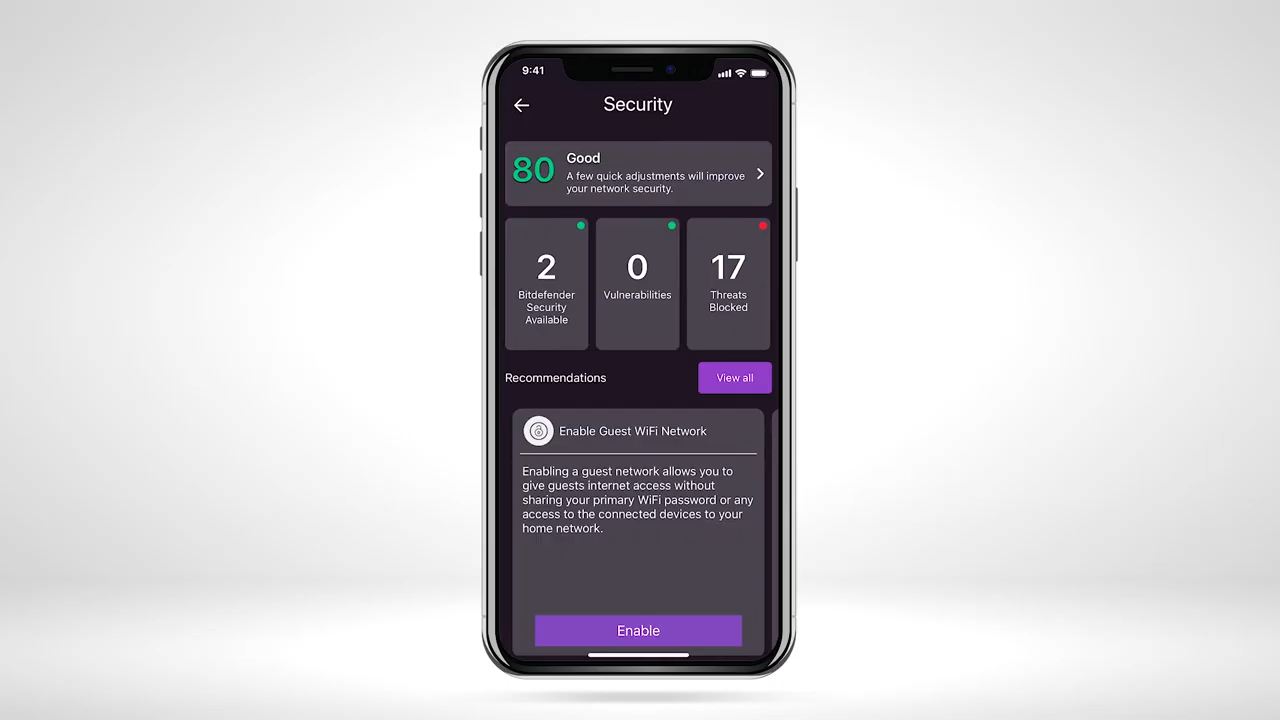 9:41
Security
80
Good
A few quick adjustments will improve
your network security.
2
Bitdefender
Security
Available
0
Vulnerabilities
17
Threats
Blocked
Recommendations
View all
Enable Guest WiFi Network
Enabling a guest network allows you to
give guests internet access without
sharing your primary WiFi password or any
access to the connected devices to your
home network.
Enable